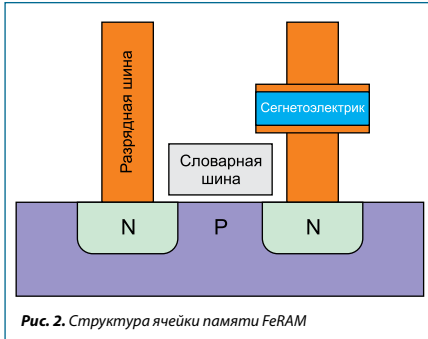 Разрядная шина
Сегнетоэлектрик
Словарная
шина
N
P
N
Рис. 2. Структура ячейки памяти FeRAM